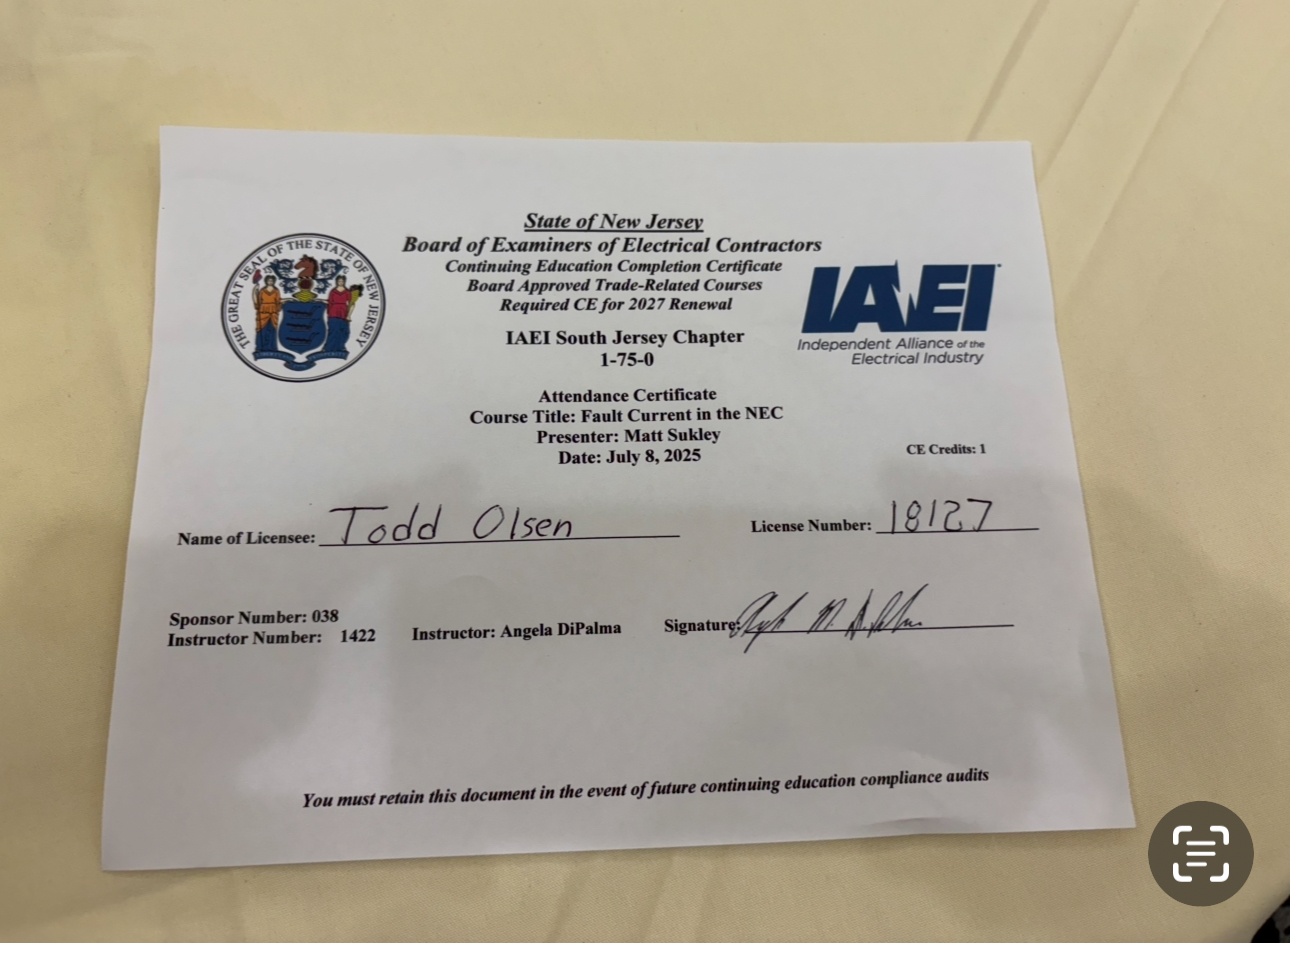 State of New Jersey
Board of Examiners of Electrical Contractors
Continuing Education Completion Certificate
Board Approved Trade-Related Courses
Required CE for 2027 Renewal
THE GREAT SEAL OF THE STATE OF NEW JERSEY
IAEI
Independent Alliance of the
Electrical Industry
IAEI South Jersey Chapter
1-75-0
Attendance Certificate
Course Title: Fault Current in the NEC
Presenter: Matt Sukley
Date: July 8, 2025
CE Credits: 1
Name of Licensee: Todd Olsen
License Number: 18127
Sponsor Number: 038
Instructor Number: 1422
Instructor: Angela DiPalma
Signature:
You must retain this document in the event of future continuing education compliance audits